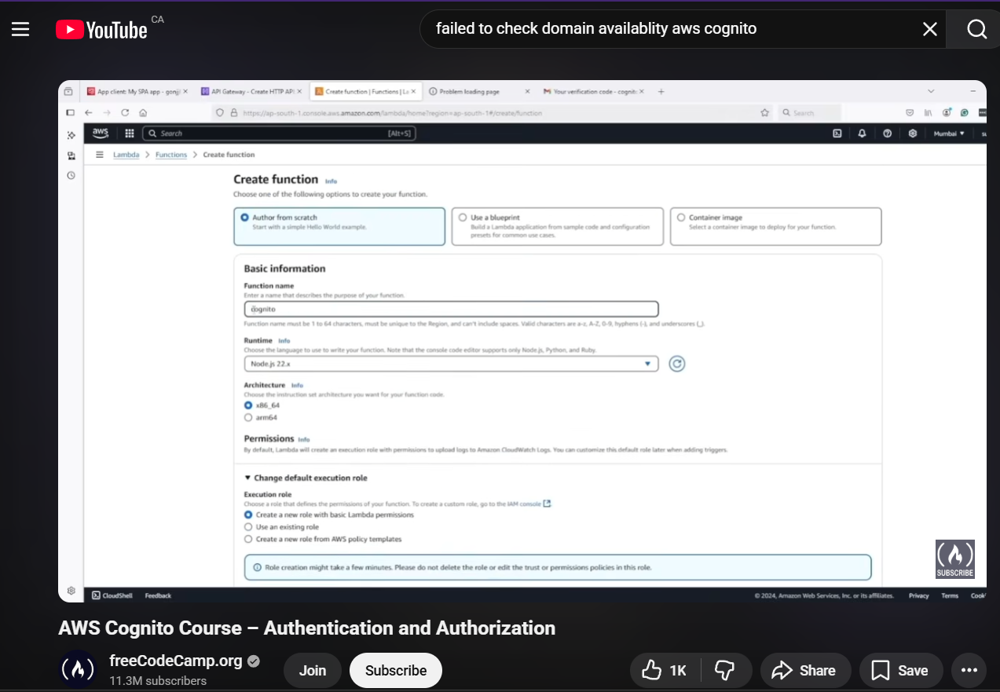 YouTube CA
failed to check domain availablity aws cognito
App client: My SPA app - gonjji
API Gateway - Create HTTP API
Create function | Functions | La
Problem loading page
Your verification code - cognit
https://ap-south-1.console.aws.amazon.com/lambda/home?region=ap-south-1#/create/function
Search
aws
Search
[Alt+S]
Mumbai
Lambda > Functions > Create function
Create function Info
Choose one of the following options to create your function.
Author from scratch
Start with a simple Hello World example.
Use a blueprint
Build a Lambda application from sample code and configuration
presets for common use cases.
Container image
Select a container image to deploy for your function.
Basic information
Function name
Enter a name that describes the purpose of your function.
cognito
Function name must be 1 to 64 characters, must be unique to the Region, and can't include spaces. Valid characters are a-z, A-Z, 0-9, hyphens (-), and underscores (_).
Runtime Info
Choose the language to use to write your function. Note that the console code editor supports only Node.js, Python, and Ruby.
Node.js 22.x
Architecture Info
Choose the instruction set architecture you want for your function code.
x86_64
arm64
Permissions Info
By default, Lambda will create an execution role with permissions to upload logs to Amazon CloudWatch Logs. You can customize this default role later when adding triggers.
Change default execution role
Execution role
Choose a role that defines the permissions of your function. To create a custom role, go to the IAM console
Create a new role with basic Lambda permissions
Use an existing role
Create a new role from AWS policy templates
Role creation might take a few minutes. Please do not delete the role or edit the trust or permissions policies in this role.
SUBSCRIBE
CloudShell Feedback
© 2024, Amazon Web Services, Inc. or its affiliates. Privacy Terms Cook
AWS Cognito Course – Authentication and Authorization
freeCodeCamp.org
11.3M subscribers
Join
Subscribe
1K
Share
Save